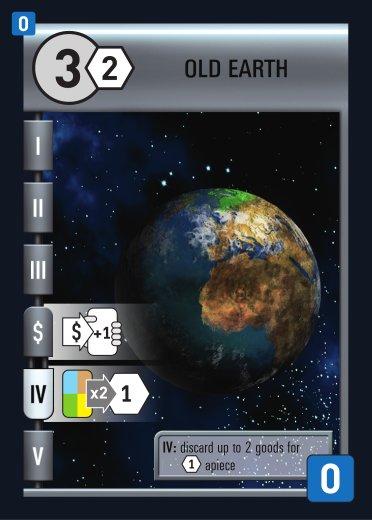 0
3 2
OLD EARTH
I
II
III
$ $ +1
IV x2 1
V
IV: discard up to 2 goods for
1 apiece
0